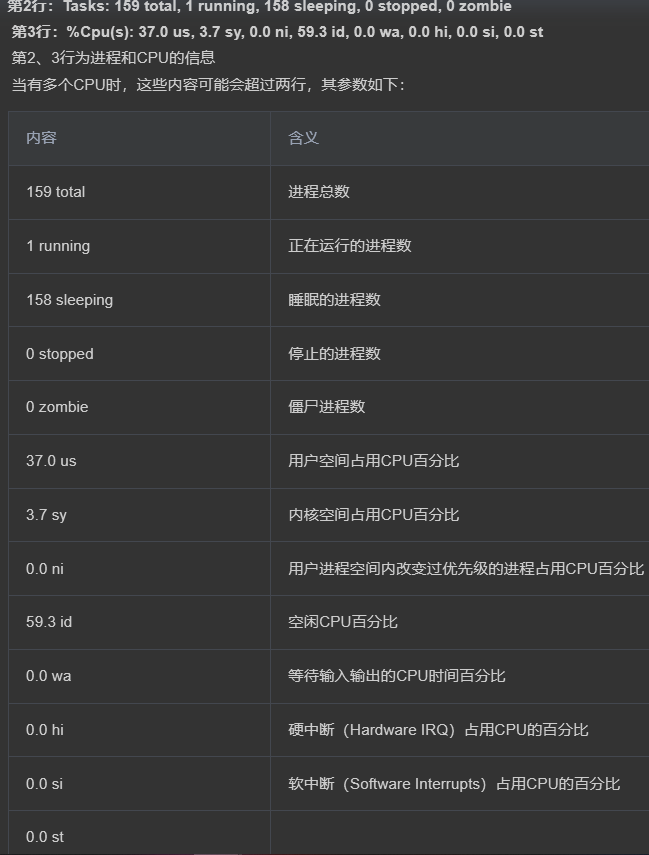 第2行：Tasks: 159 total, 1 running, 158 sleeping, 0 stopped, 0 zombie
第3行：%Cpu(s): 37.0 us, 3.7 sy, 0.0 ni, 59.3 id, 0.0 wa, 0.0 hi, 0.0 si, 0.0 st
第2、3行为进程和CPU的信息
当有多个CPU时，这些内容可能会超过两行，其参数如下：
内容 含义
159 total 进程总数
1 running 正在运行的进程数
158 sleeping 睡眠的进程数
0 stopped 停止的进程数
0 zombie 僵尸进程数
37.0 us 用户空间占用CPU百分比
3.7 sy 内核空间占用CPU百分比
0.0 ni 用户进程空间内改变过优先级的进程占用CPU百分比
59.3 id 空闲CPU百分比
0.0 wa 等待输入输出的CPU时间百分比
0.0 hi 硬中断（Hardware IRQ）占用CPU的百分比
0.0 si 软中断（Software Interrupts）占用CPU的百分比
0.0 st